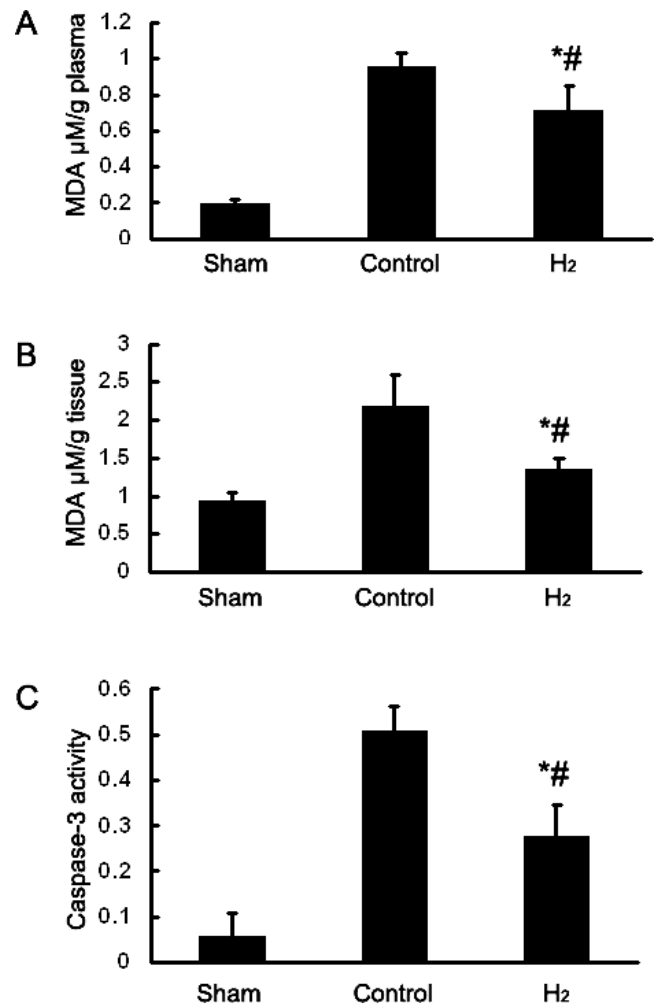 A
MDA µM/g plasma
1.2
1
0.8
0.6
0.4
0.2
0
*#
Sham Control H₂
B
MDA µM/g tissue
3
2.5
2
1.5
1
0.5
0
*#
Sham Control H₂
C
Caspase-3 activity
0.6
0.5
0.4
0.3
0.2
0.1
0
*#
Sham Control H₂